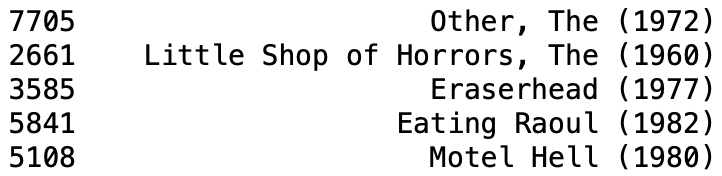 7705 Other, The (1972)
2661 Little Shop of Horrors, The (1960)
3585 Eraserhead (1977)
5841 Eating Raoul (1982)
5108 Motel Hell (1980)